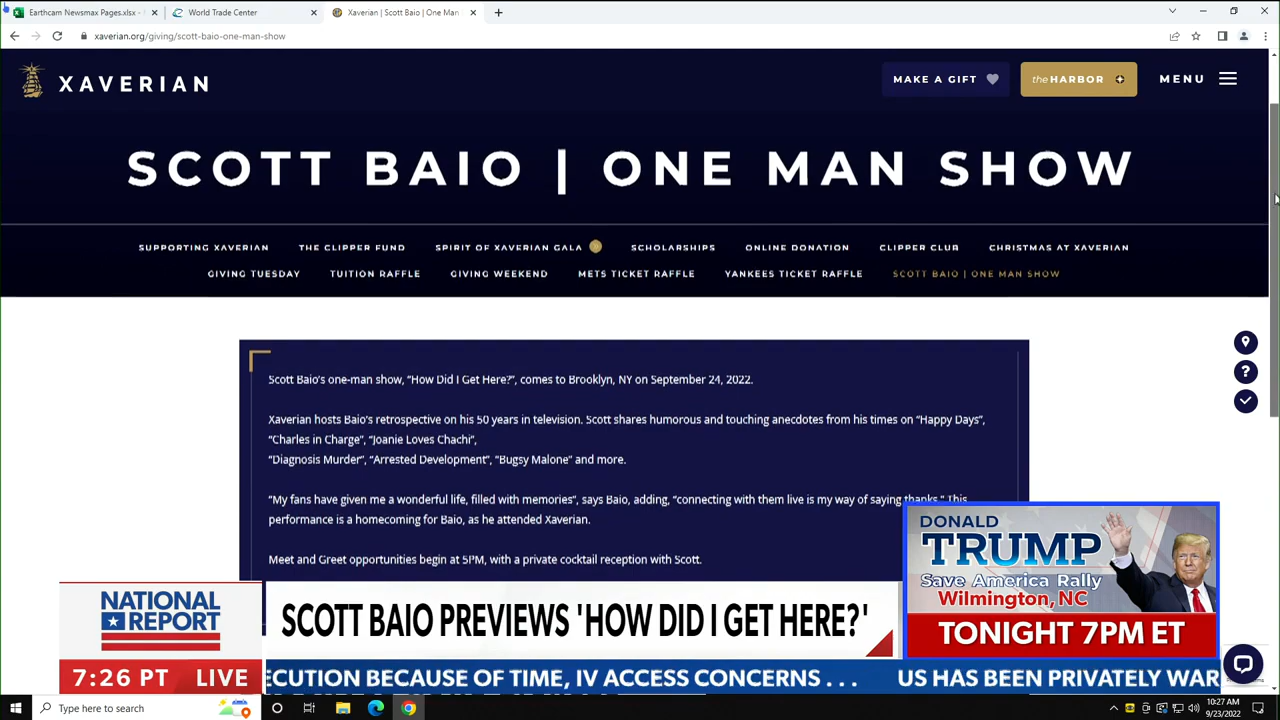 Earthcam Newsmax Pages.xlsx -
World Trade Center
Xaverian | Scott Baio | One Man
xaverian.org/giving/scott-baio-one-man-show
XAVERIAN
MAKE A GIFT
the HARBOR
MENU
SCOTT BAIO | ONE MAN SHOW
SUPPORTING XAVERIAN THE CLIPPER FUND SPIRIT OF XAVERIAN GALA SCHOLARSHIPS ONLINE DONATION CLIPPER CLUB CHRISTMAS AT XAVERIAN
GIVING TUESDAY TUITION RAFFLE GIVING WEEKEND METS TICKET RAFFLE YANKEES TICKET RAFFLE SCOTT BAIO | ONE MAN SHOW
Scott Baio's one-man show, "How Did I Get Here?", comes to Brooklyn, NY on September 24, 2022.
Xaverian hosts Baio's retrospective on his 50 years in television. Scott shares humorous and touching anecdotes from his times on "Happy Days",
"Charles in Charge", "Joanie Loves Chachi",
"Diagnosis Murder", "Arrested Development", "Bugsy Malone" and more.
"My fans have given me a wonderful life, filled with memories", says Baio, adding, "connecting with them live is my way of saying thanks." This
performance is a homecoming for Baio, as he attended Xaverian.
Meet and Greet opportunities begin at 5PM, with a private cocktail reception with Scott.
DONALD
TRUMP
Save America Rally
Wilmington, NC
TONIGHT 7PM ET
NATIONAL
REPORT
SCOTT BAIO PREVIEWS 'HOW DID I GET HERE?'
7:26 PT LIVE
ECUTION BECAUSE OF TIME, IV ACCESS CONCERNS . . . US HAS BEEN PRIVATELY WAR
Type here to search
10:27 AM
9/23/2022